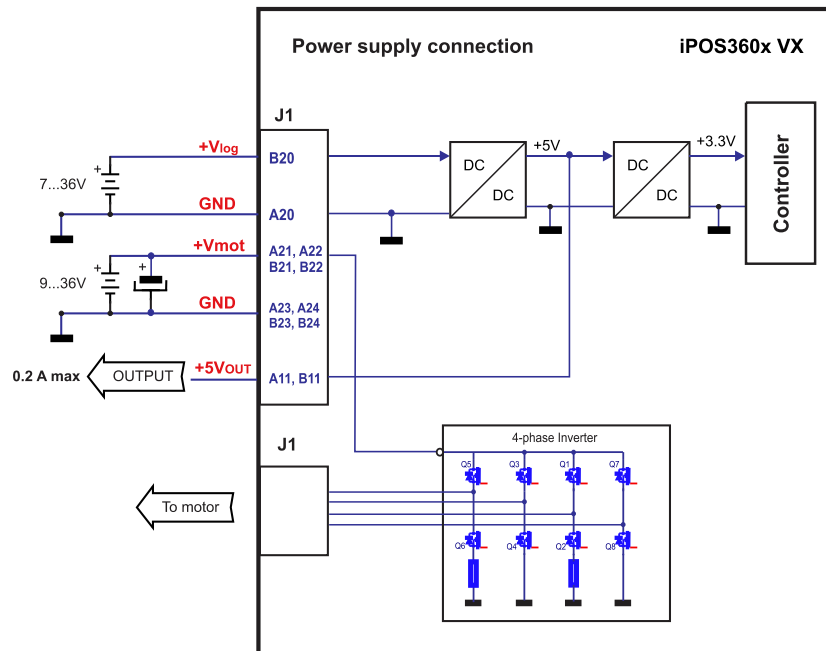 Power supply connection
iPOS360x VX
J1
+Vlog
B20
7...36V
+
GND
A20
+Vmot
A21, A22
B21, B22
9...36V
+
+
GND
A23, A24
B23, B24
+5VOUT
A11, B11
0.2 A max
OUTPUT
DC
DC
+5V
DC
DC
+3.3V
Controller
J1
To motor
4-phase Inverter
Q5
Q3
Q1
Q7
Q6
Q4
Q2
Q8